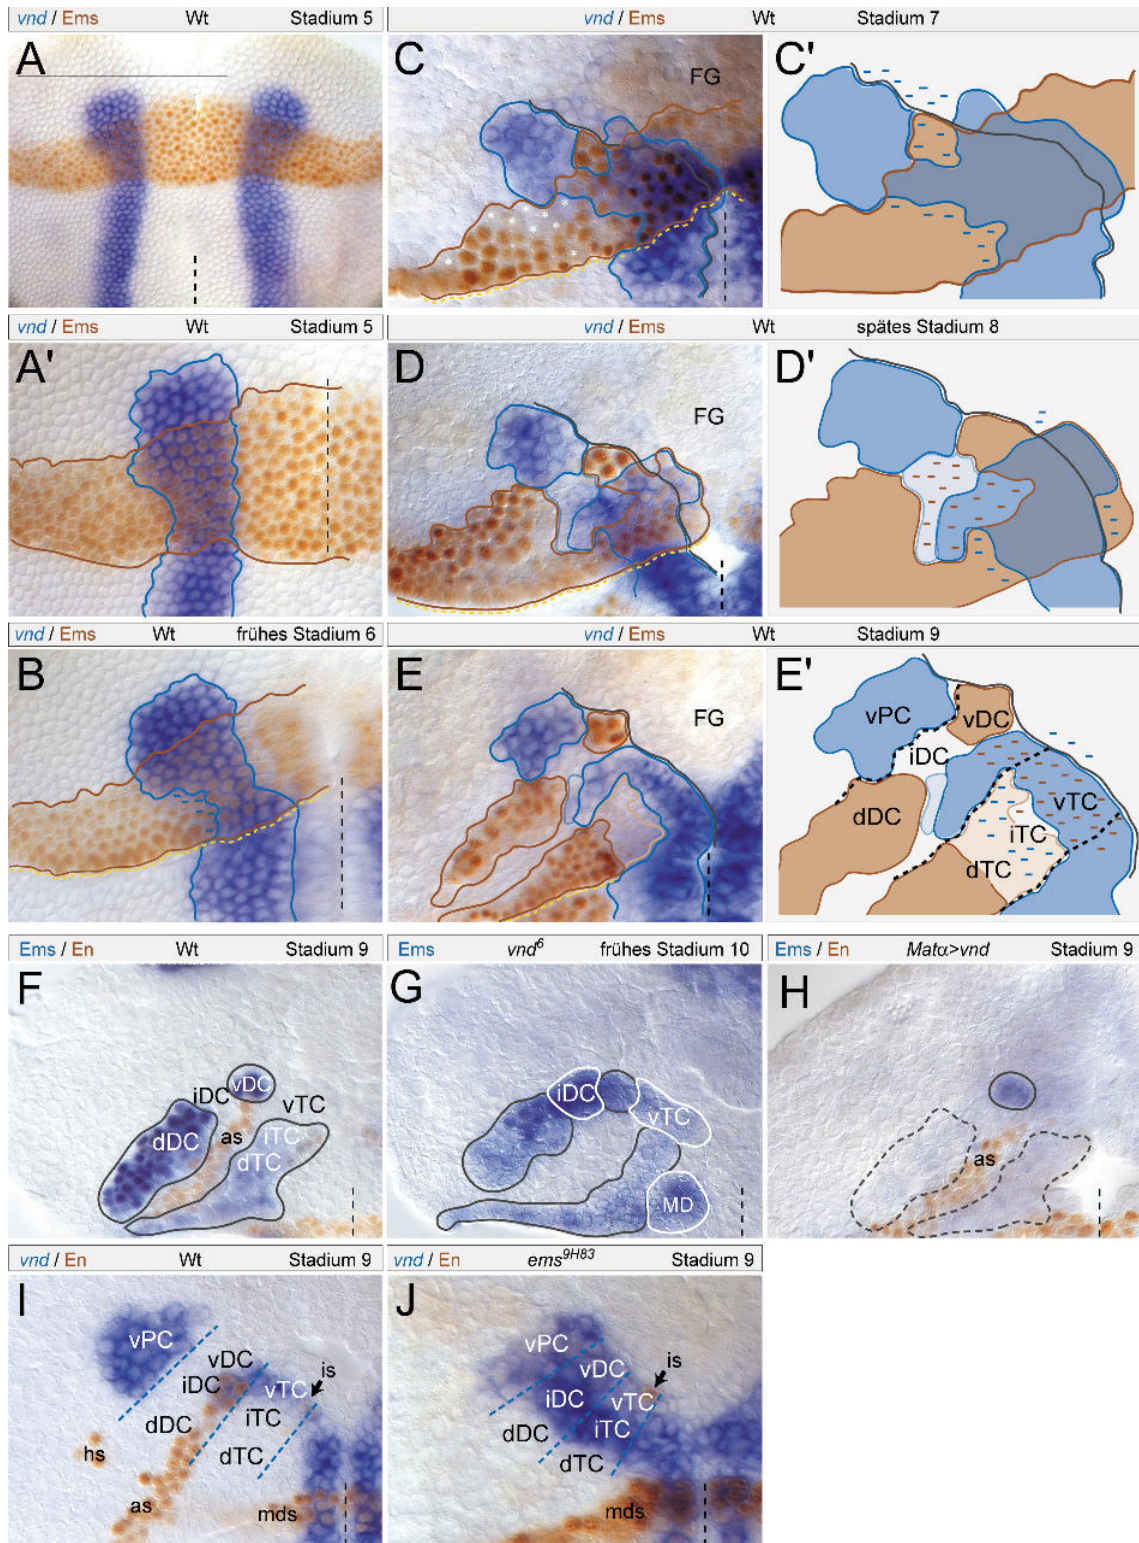 vnd / Ems Wt Stadium 5
vnd / Ems Wt Stadium 7
A
C
FG
C'
vnd / Ems Wt Stadium 5
vnd / Ems Wt spätes Stadium 8
A'
D
FG
D'
vnd / Ems Wt frühes Stadium 6
vnd / Ems Wt Stadium 9
B
E
FG
E'
vPC
vDC
iDC
dDC
vTC
iTC
dTC
Ems / En Wt Stadium 9
Ems vnd6 frühes Stadium 10
Ems / En Matα>vnd Stadium 9
F
vDC
iDC
vTC
dDC
as
iTC
dTC
G
iDC
vTC
MD
H
as
vnd / En Wt Stadium 9
vnd / En ems9H83 Stadium 9
I
vPC
vDC
is
iDC
vTC
dDC
iTC
hs
dTC
as
mds
J
vPC
vDC
is
iDC
vTC
dDC
iTC
dTC
mds